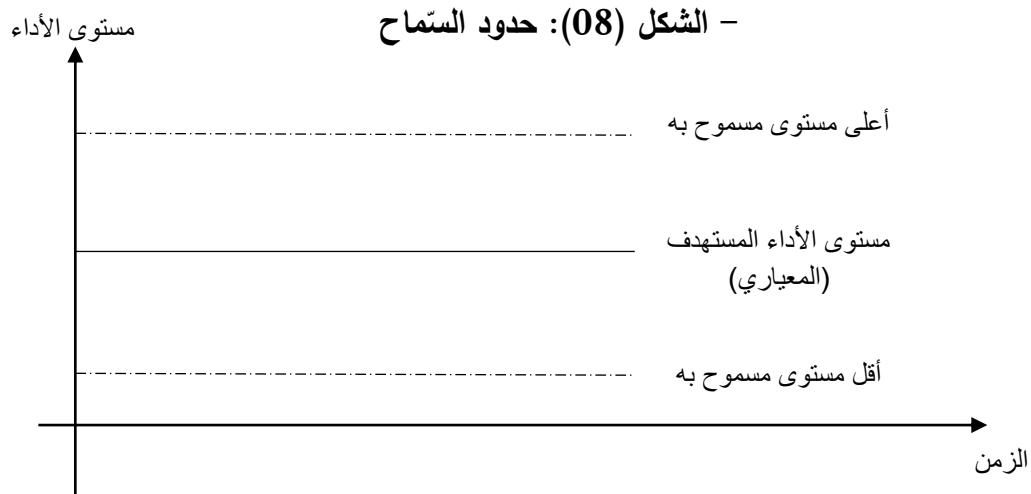 – الشكل (08): حدود السّماح
مستوى الأداء
أعلى مستوى مسموح به
مستوى الأداء المستهدف
(المعياري)
أقل مستوى مسموح به
الزمن